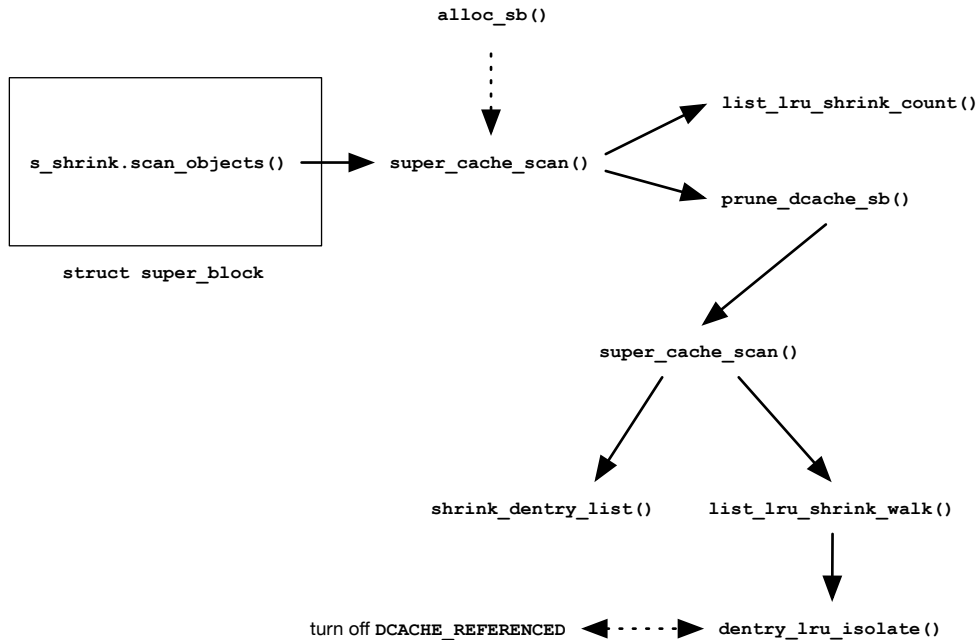 alloc_sb()
list_lru_shrink_count()
s_shrink.scan_objects()
super_cache_scan()
prune_dcache_sb()
struct super_block
super_cache_scan()
shrink_dentry_list()
list_lru_shrink_walk()
turn off DCACHE_REFERENCED
dentry_lru_isolate()